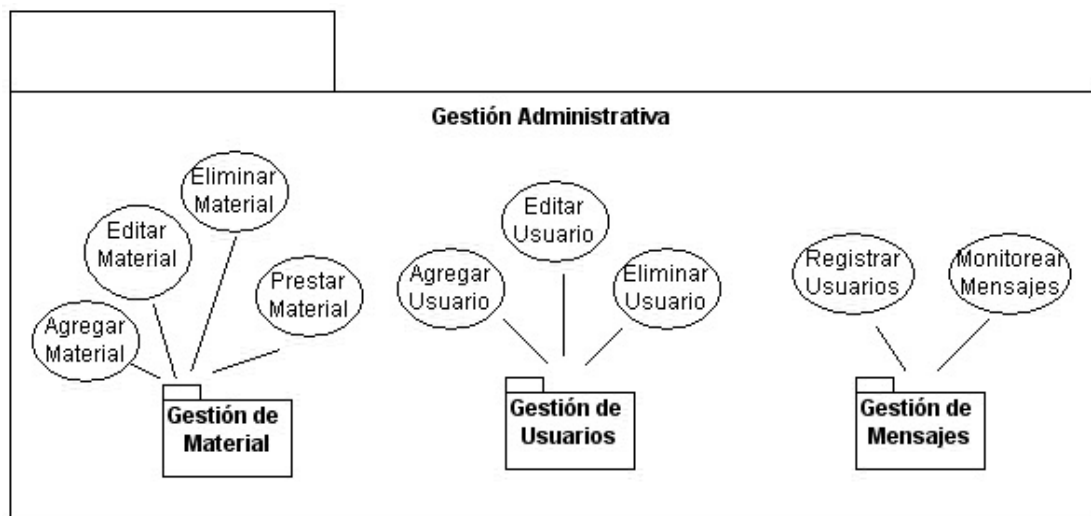 Gestión Administrativa
Eliminar
Material
Editar
Material
Prestar
Material
Agregar
Material
Gestión de
Material
Editar
Usuario
Agregar
Usuario
Eliminar
Usuario
Gestión de
Usuarios
Registrar
Usuarios
Monitorear
Mensajes
Gestión de
Mensajes